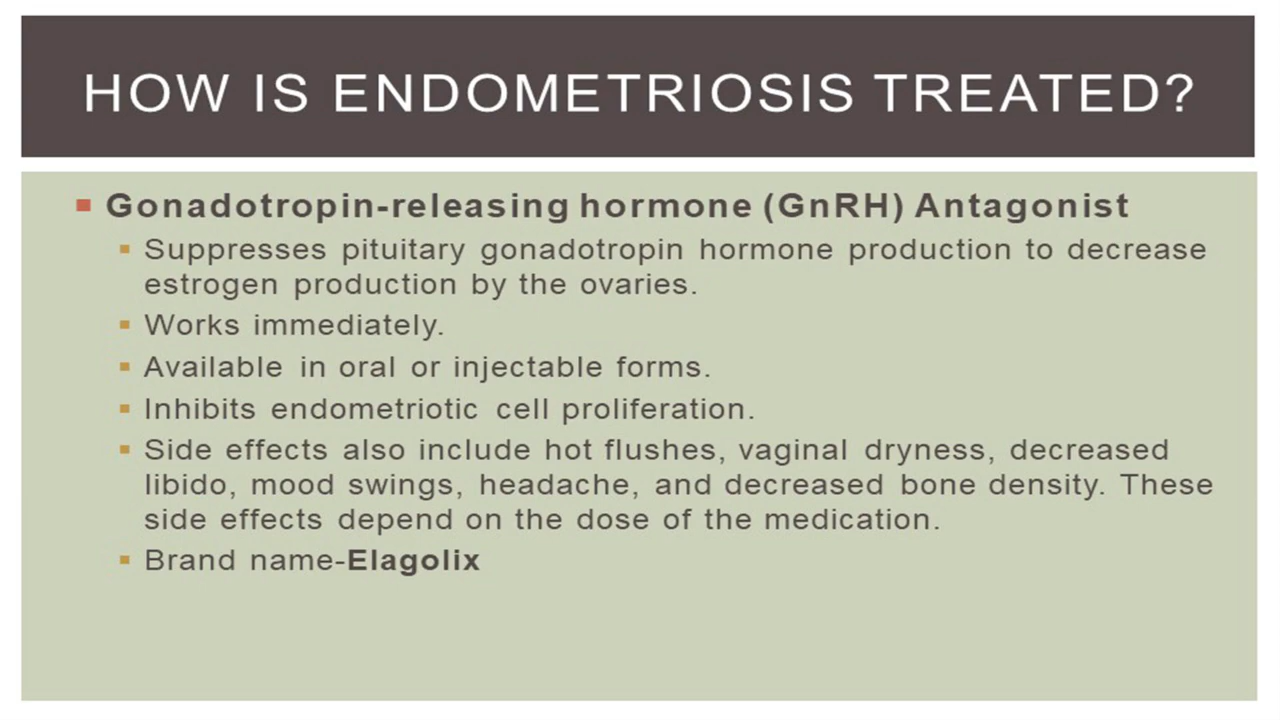 HOW IS ENDOMETRIOSIS TREATED?
Gonadotropin-releasing hormone (GnRH) Antagonist
Suppresses pituitary gonadotropin hormone production to decrease
estrogen production by the ovaries.
Works immediately.
Available in oral or injectable forms.
Inhibits endometriotic cell proliferation.
Side effects also include hot flushes, vaginal dryness, decreased
libido, mood swings, headache, and decreased bone density. These
side effects depend on the dose of the medication.
Brand name-Elagolix